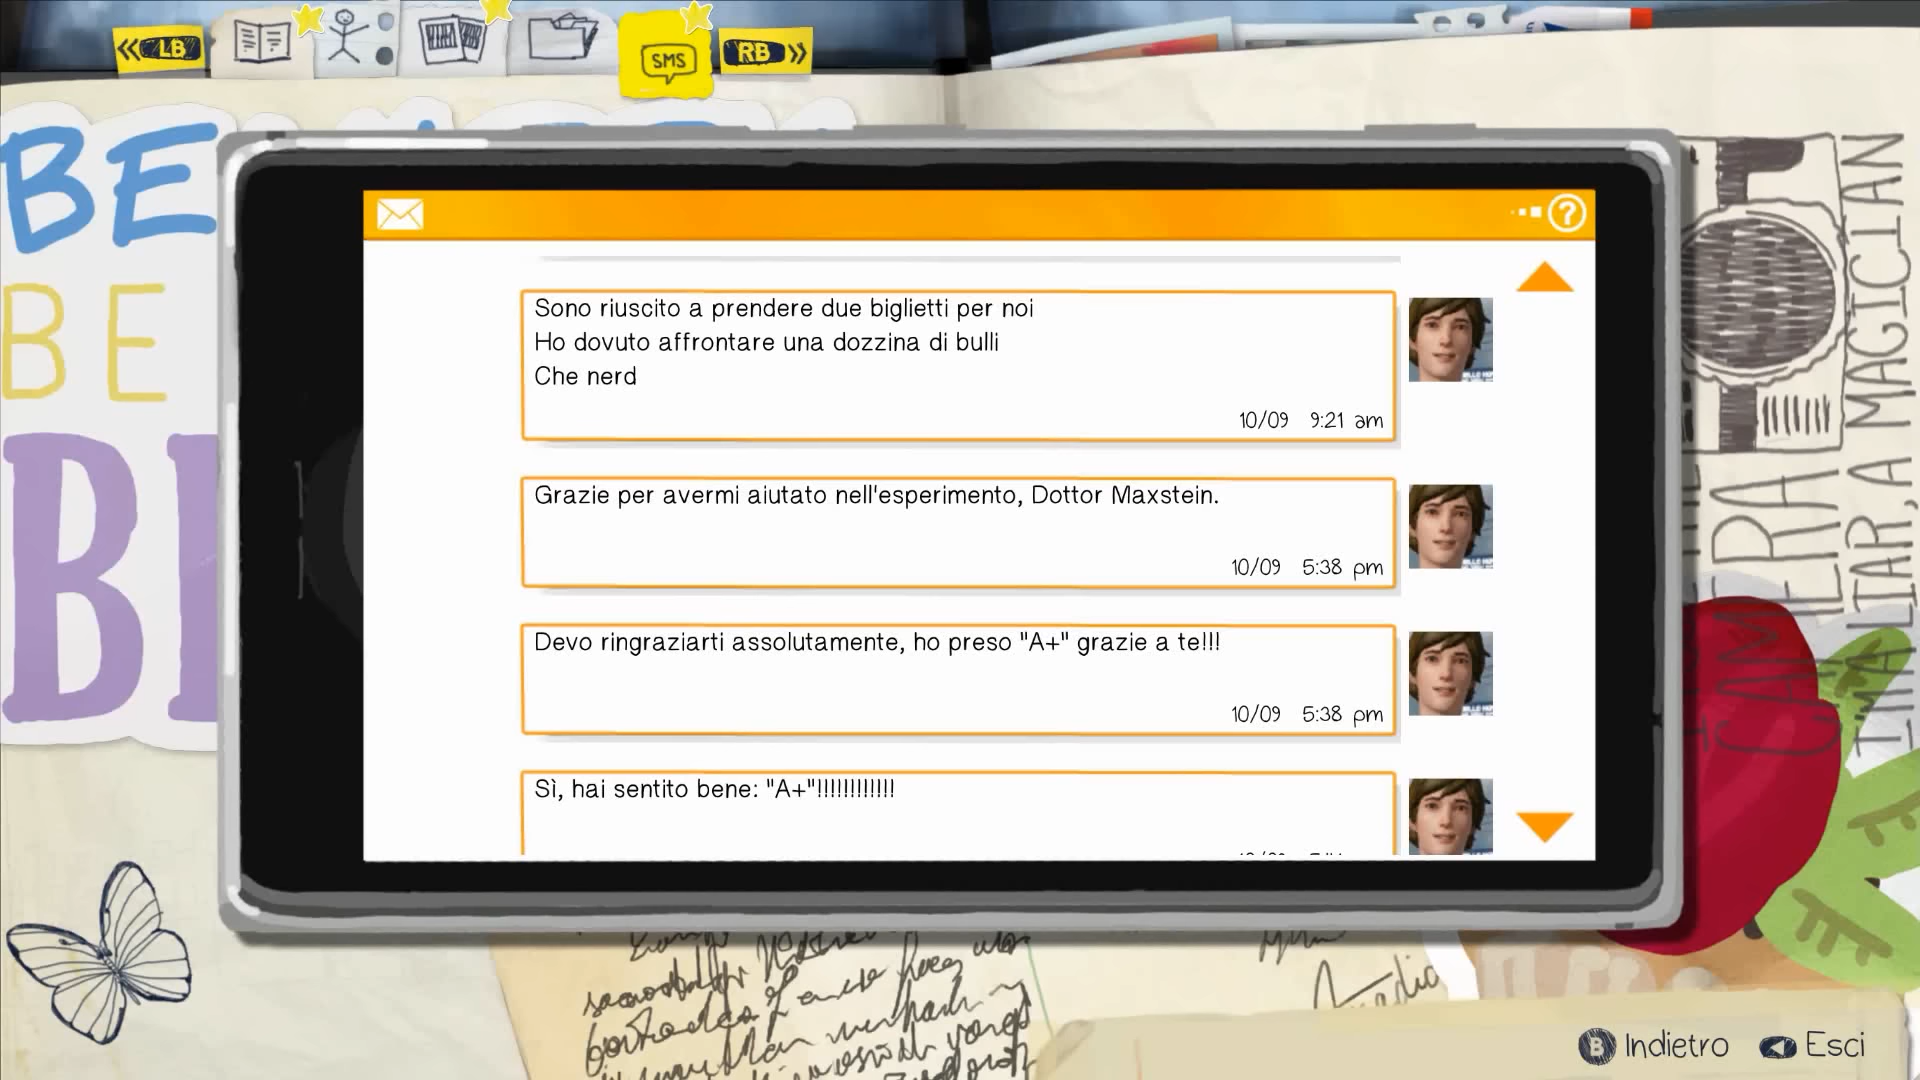 LB
SMS
RB
BE
BE
Sono riuscito a prendere due biglietti per noi
Ho dovuto affrontare una dozzina di bulli
Che nerd
10/09 9:21 am
Grazie per avermi aiutato nell'esperimento, Dottor Maxstein.
10/09 5:38 pm
Devo ringraziarti assolutamente, ho preso "A+" grazie a te!!!
10/09 5:38 pm
Sì, hai sentito bene: "A+"!!!!!!!!!!!!
CAMERA
LIAR, A MAGICIAN
B Indietro
Esci